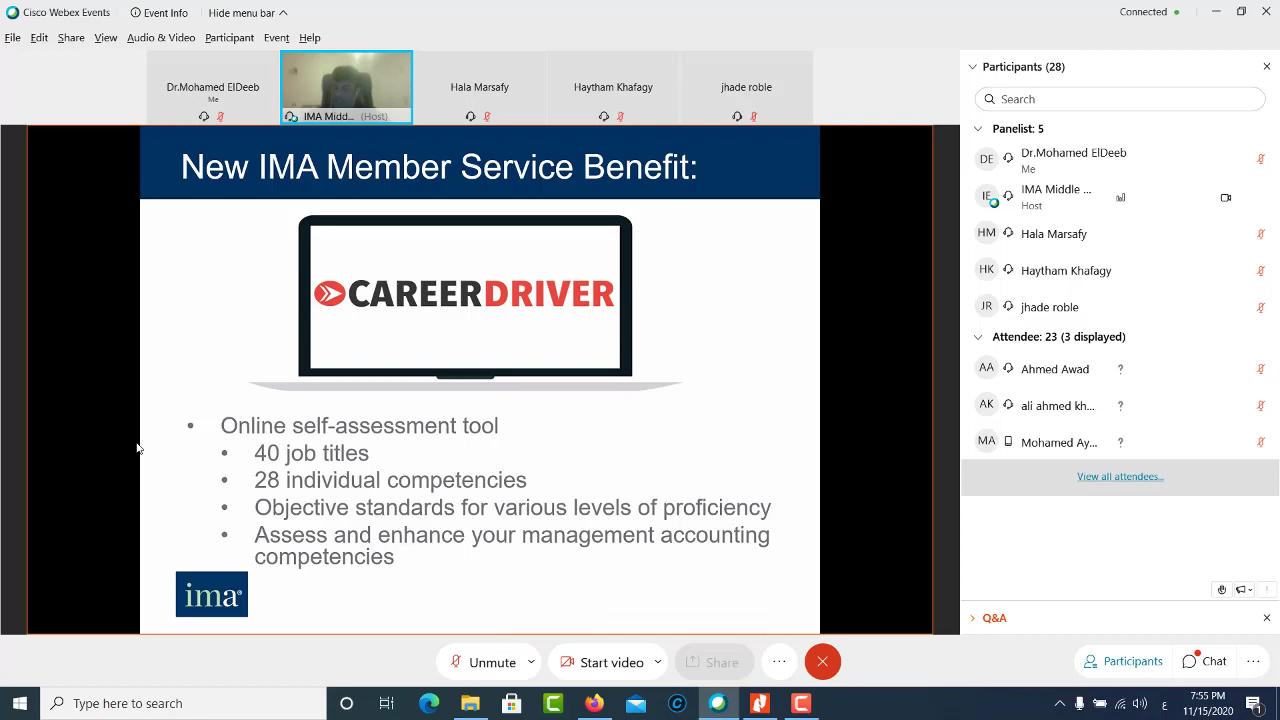 Cisco Webex Events
Event Info
Hide menu bar
Connected
File Edit Share View Audio & Video Participant Event Help
Dr.Mohamed ElDeeb
Me
IMA Midd... (Host)
Hala Marsafy
Haytham Khafagy
jhade roble
New IMA Member Service Benefit:
CAREERDRIVER
• Online self-assessment tool
• 40 job titles
• 28 individual competencies
• Objective standards for various levels of proficiency
• Assess and enhance your management accounting
competencies
ima®
Participants (28)
Search
Panelist: 5
DE Dr.Mohamed ElDeeb
Me
IE IMA Middle ...
Host
HM Hala Marsafy
HK Haytham Khafagy
JR jhade roble
Attendee: 23 (3 displayed)
AA Ahmed Awad ?
AK ali ahmed kh... ?
MA Mohamed Ay... ?
View all attendees...
Q&A
Unmute
Start video
Share
Participants
Chat
Type here to search
ع
7:55 PM
11/15/2020
1